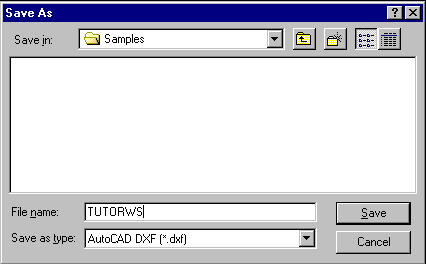 Save As
Save in: Samples
File name: TUTORWS Save
Save as type: AutoCAD DXF (*.dxf) Cancel